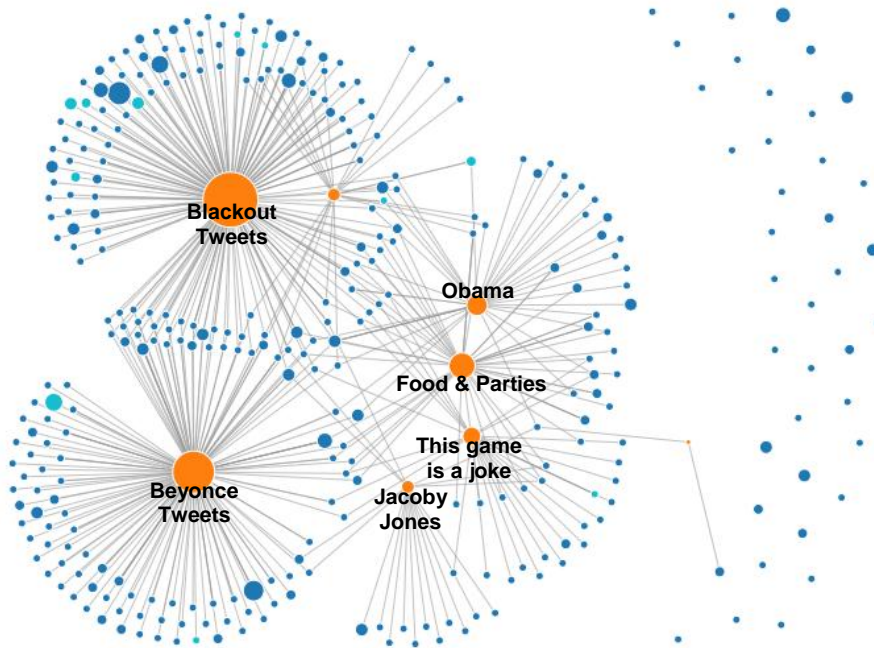 Blackout
Tweets
Obama
Food & Parties
This game
is a joke
Beyonce
Tweets
Jacoby
Jones